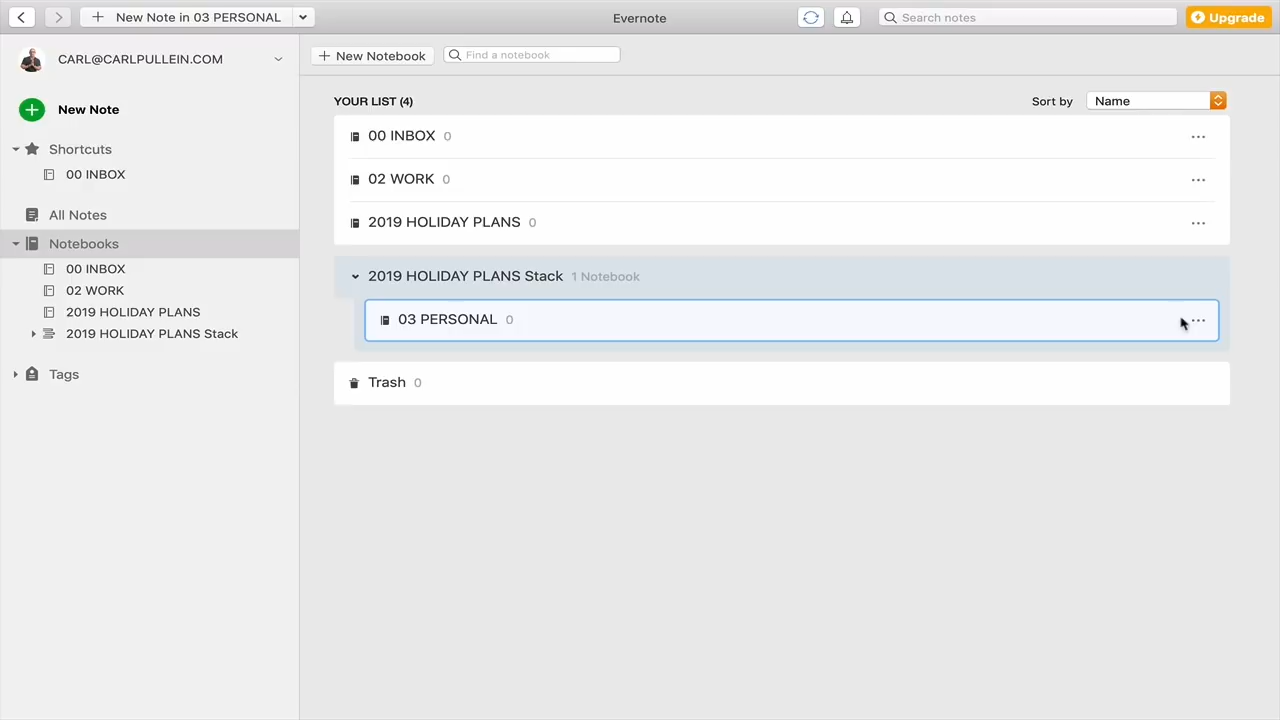 New Note in 03 PERSONAL
Evernote
Search notes
Upgrade
CARL@CARLPULLEIN.COM
New Note
Shortcuts
00 INBOX
All Notes
Notebooks
00 INBOX
02 WORK
2019 HOLIDAY PLANS
2019 HOLIDAY PLANS Stack
Tags
New Notebook
Find a notebook
YOUR LIST (4)
Sort by
Name
00 INBOX 0
02 WORK 0
2019 HOLIDAY PLANS 0
2019 HOLIDAY PLANS Stack 1 Notebook
03 PERSONAL 0
Trash 0